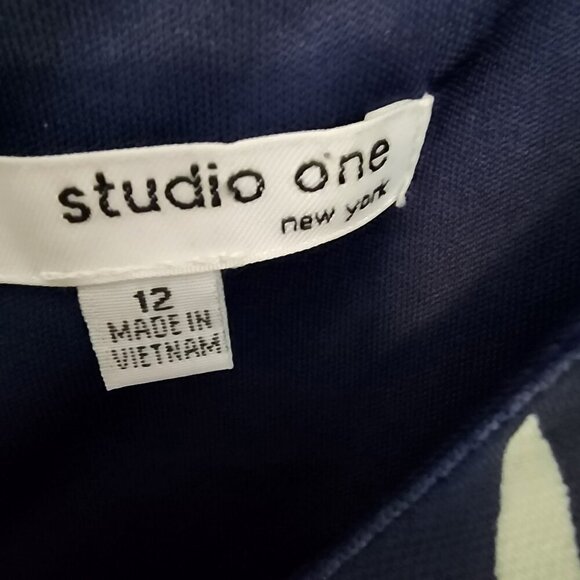 studio one
new york
12
MADE IN
VIETNAM